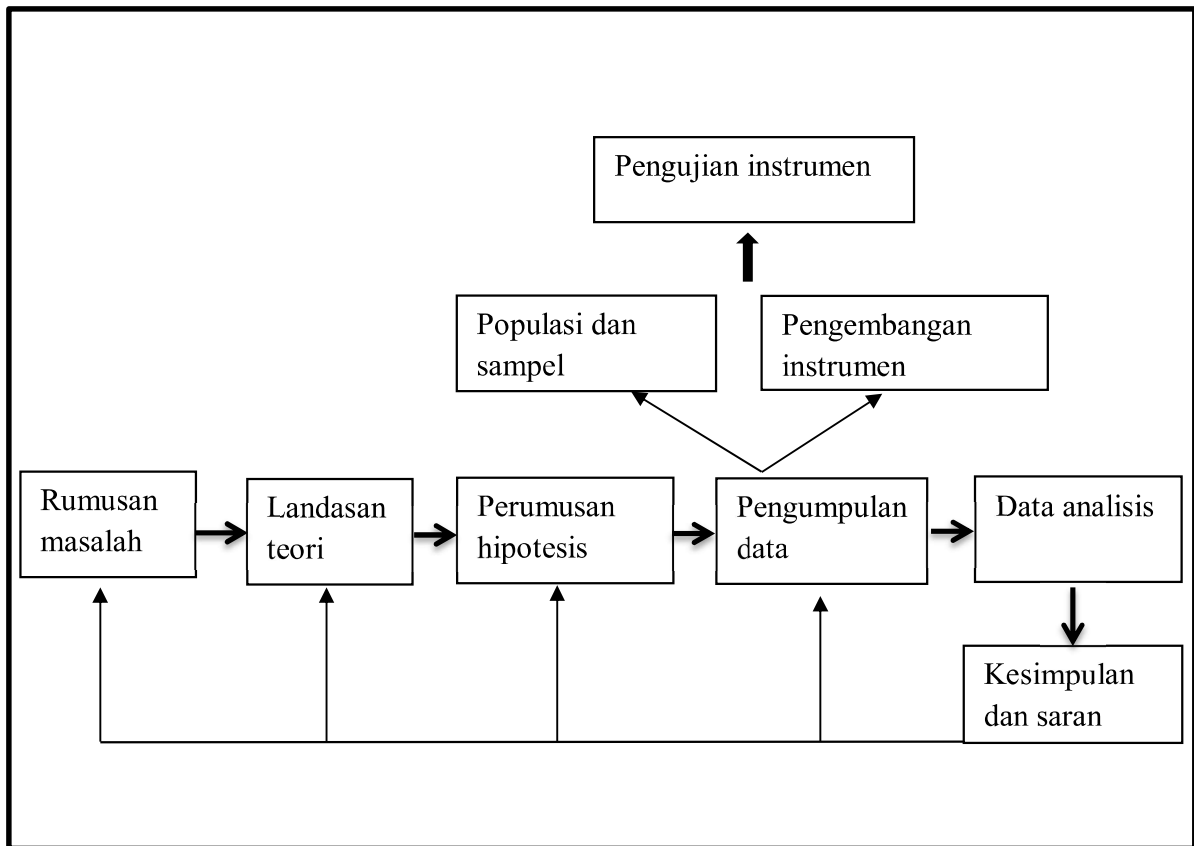 Pengujian instrumen
Populasi dan
sampel
Pengembangan
instrumen
Rumusan
masalah
Landasan
teori
Perumusan
hipotesis
Pengumpulan
data
Data analisis
Kesimpulan
dan saran